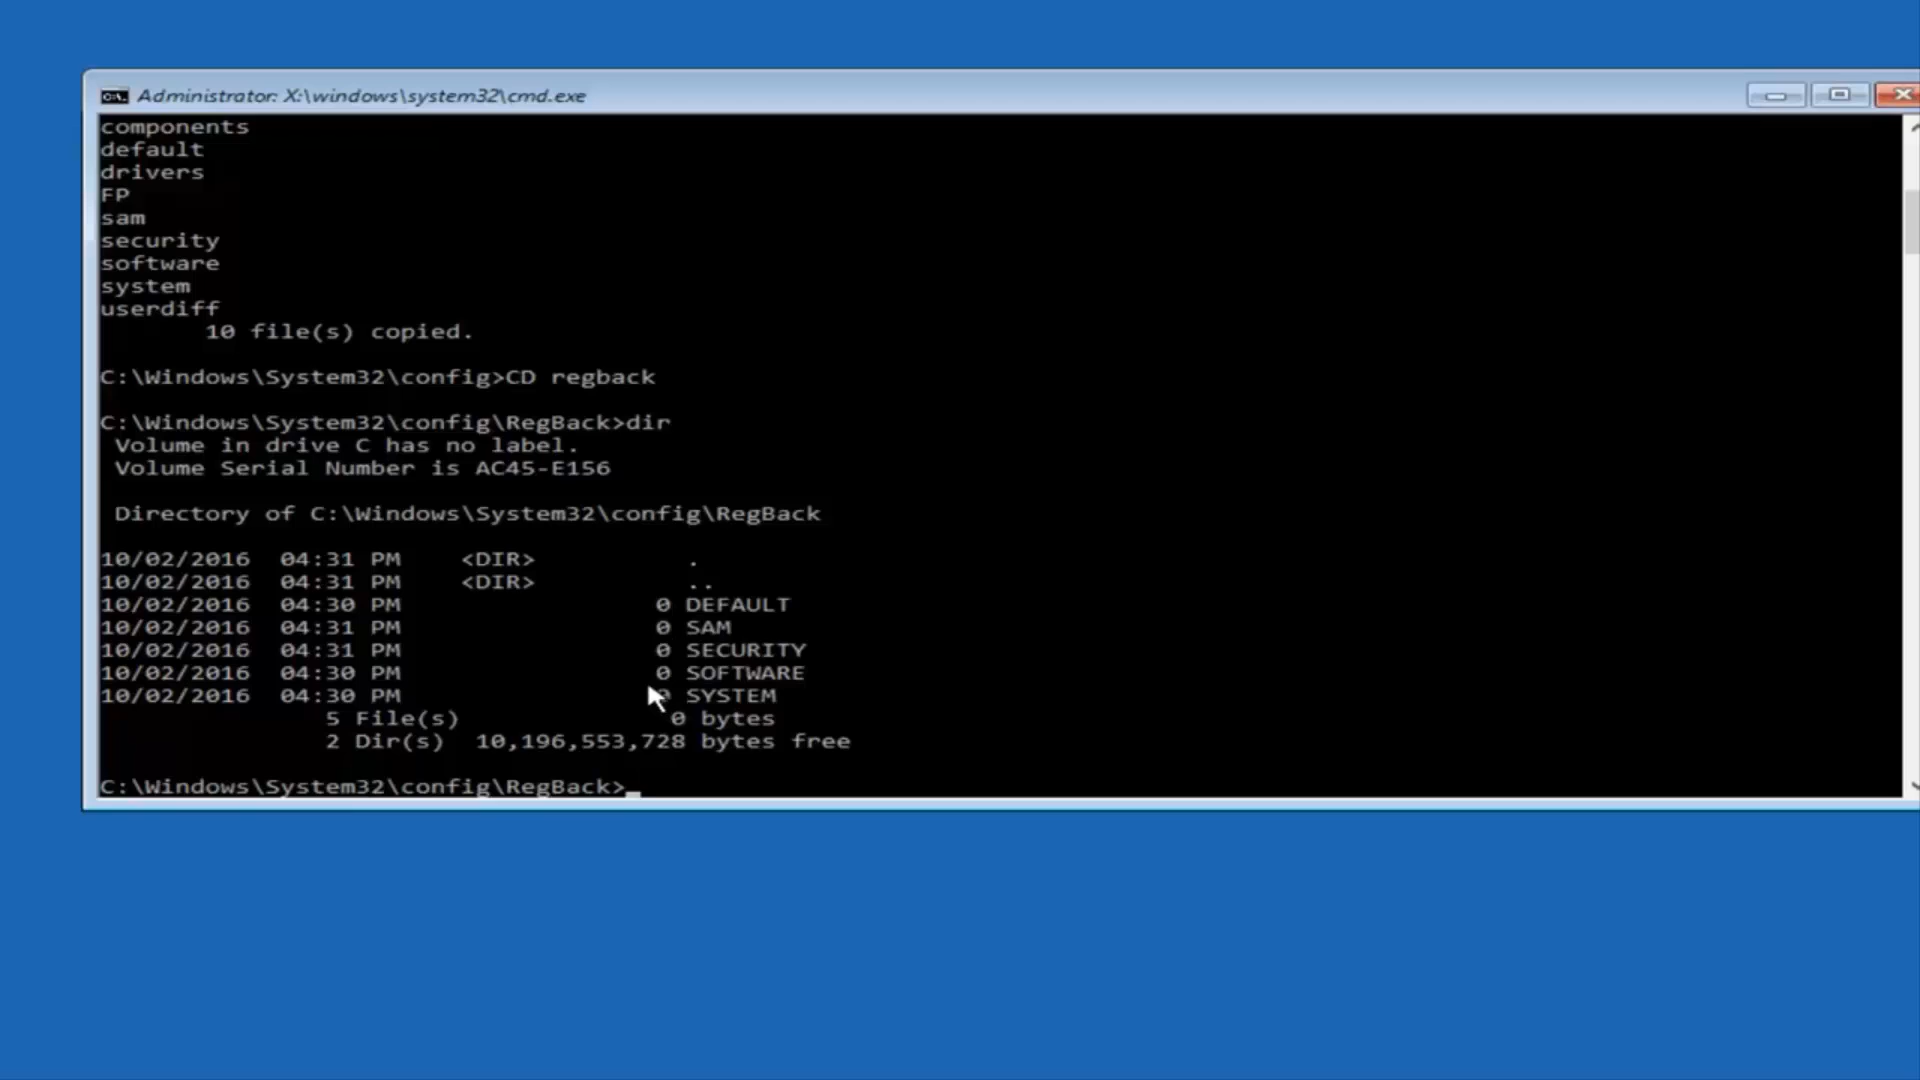 Administrator: X:\windows\system32\cmd.exe
components
default
drivers
FP
sam
security
software
system
userdiff
10 file(s) copied.
C:\Windows\System32\config>CD regback
C:\Windows\System32\config\RegBack>dir
Volume in drive C has no label.
Volume Serial Number is AC45-E156
Directory of C:\Windows\System32\config\RegBack
10/02/2016 04:31 PM <DIR> .
10/02/2016 04:31 PM <DIR> ..
10/02/2016 04:30 PM 0 DEFAULT
10/02/2016 04:31 PM 0 SAM
10/02/2016 04:31 PM 0 SECURITY
10/02/2016 04:30 PM 0 SOFTWARE
10/02/2016 04:30 PM 0 SYSTEM
5 File(s) 0 bytes
2 Dir(s) 10,196,553,728 bytes free
C:\Windows\System32\config\RegBack>